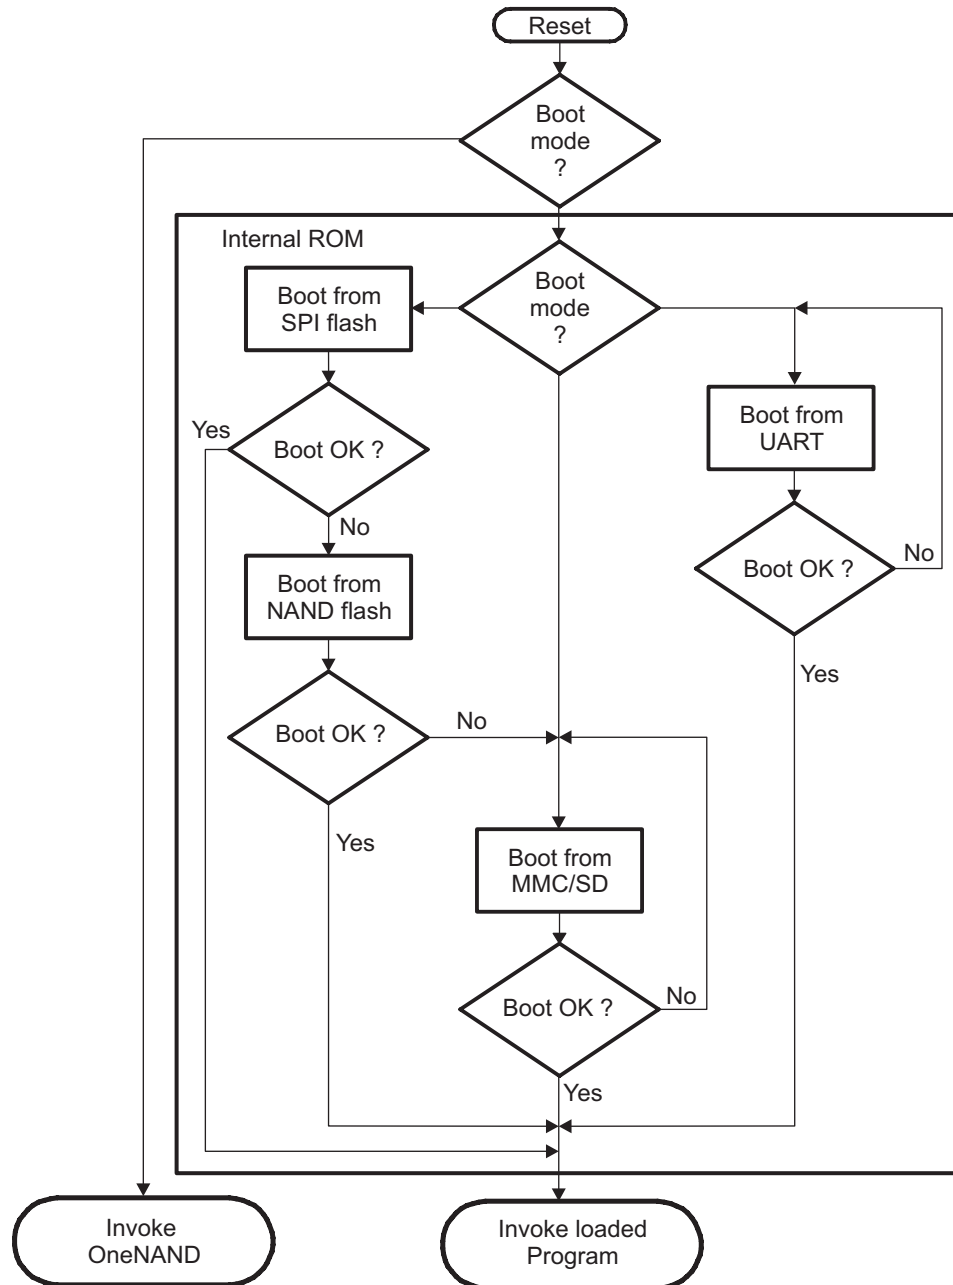 Reset
Boot
mode
?
Internal ROM
Boot
mode
?
Boot from
SPI flash
Yes
Boot OK ?
No
Boot from
UART
Boot OK ?
No
Yes
Boot from
NAND flash
Boot OK ?
No
Yes
Boot from
MMC/SD
Boot OK ?
No
Yes
Invoke
OneNAND
Invoke loaded
Program